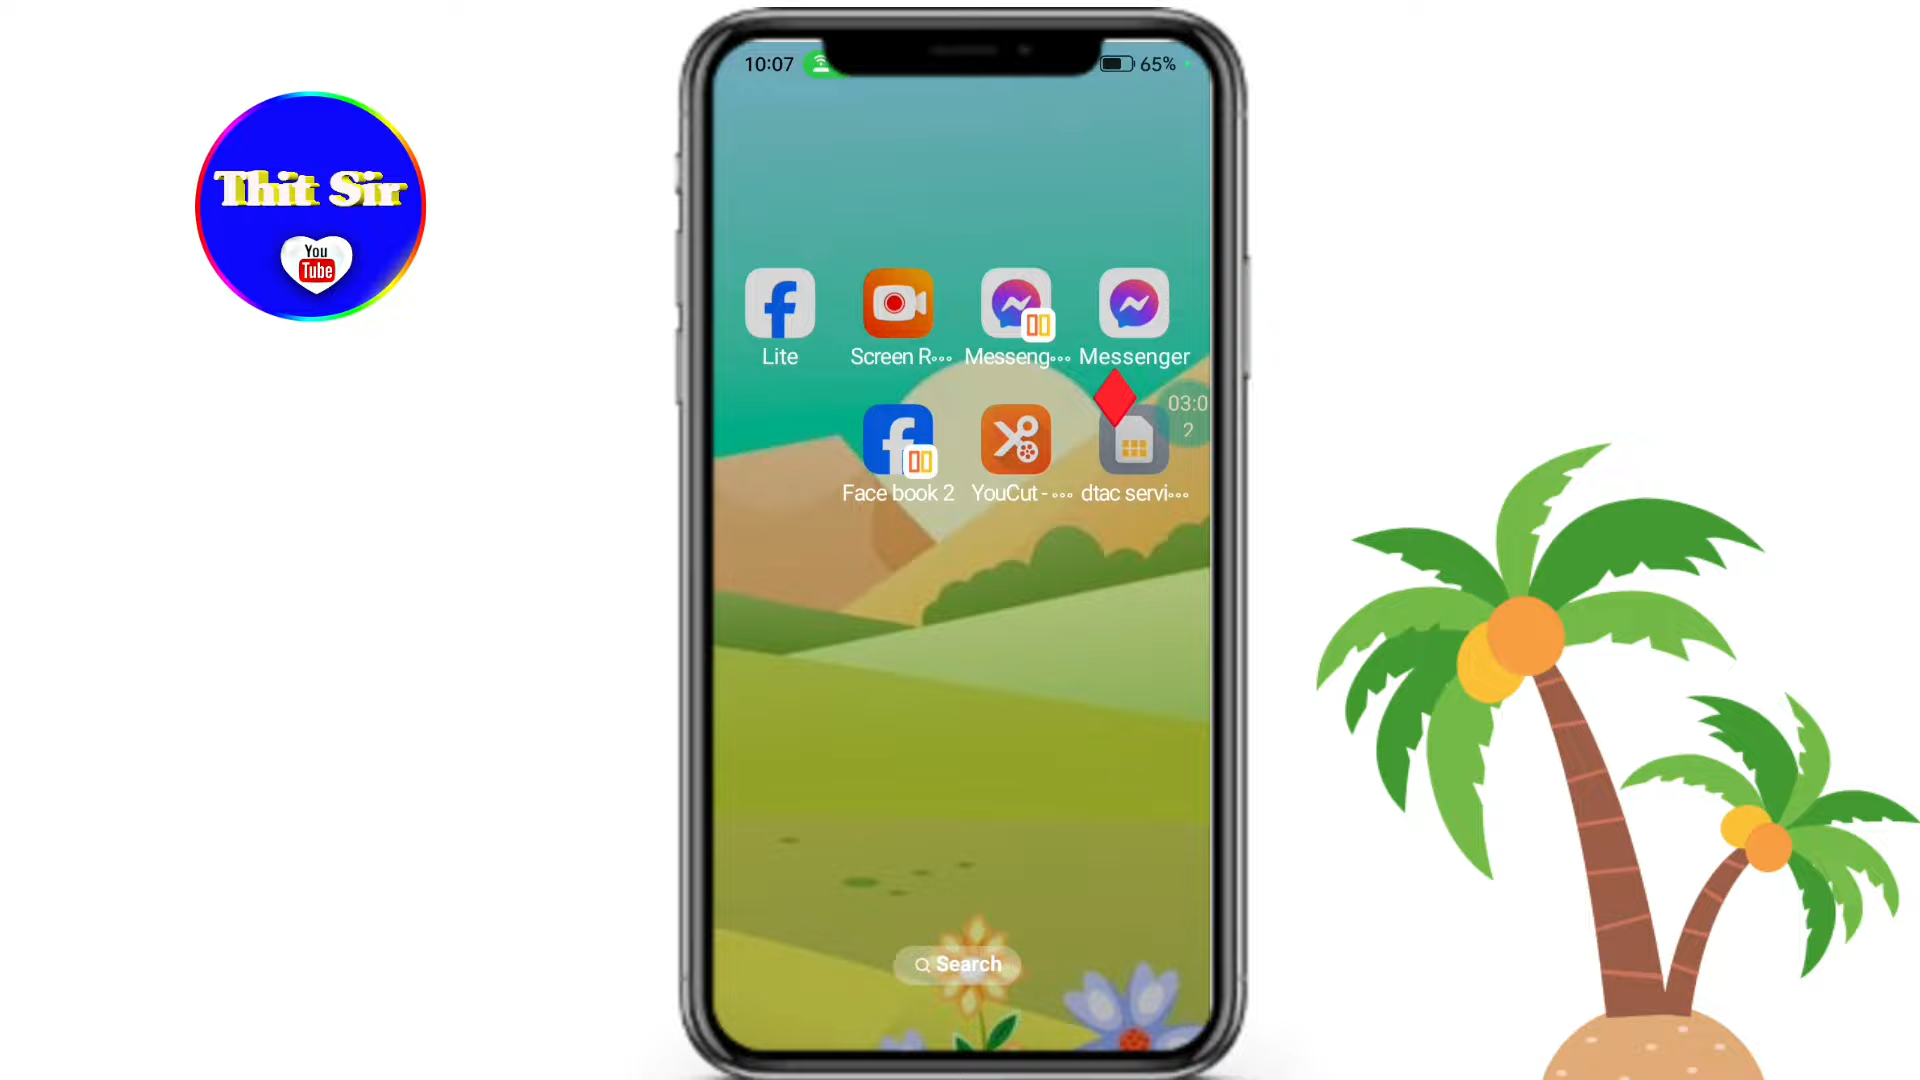 Thit Sir
You
Tube
10:07
65%
Lite
Screen R...
Messeng...
Messenger
03:0
2
Face book 2
YouCut - ...
dtac servi...
Search